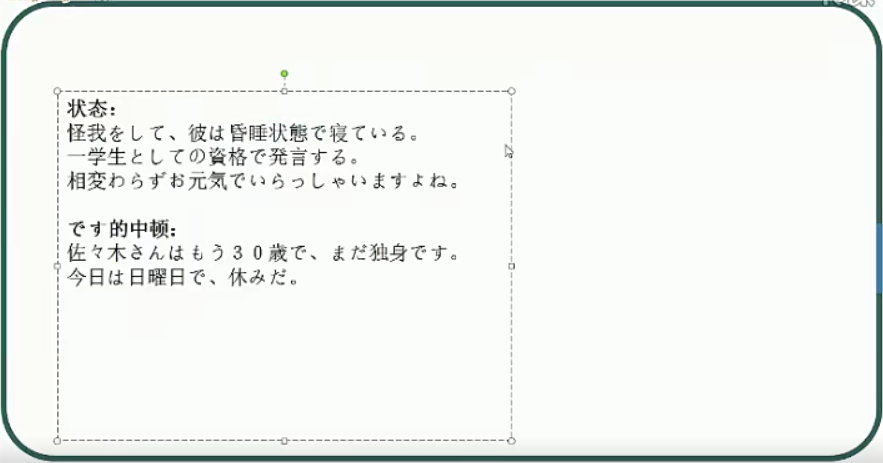 状态：
怪我をして、彼は昏睡状態で寝ている。
一学生としての資格で発言する。
相変わらずお元気でいらっしゃいますよね。
です的中顿：
佐々木さんはもう３０歳で、まだ独身です。
今日は日曜日で、休みだ。